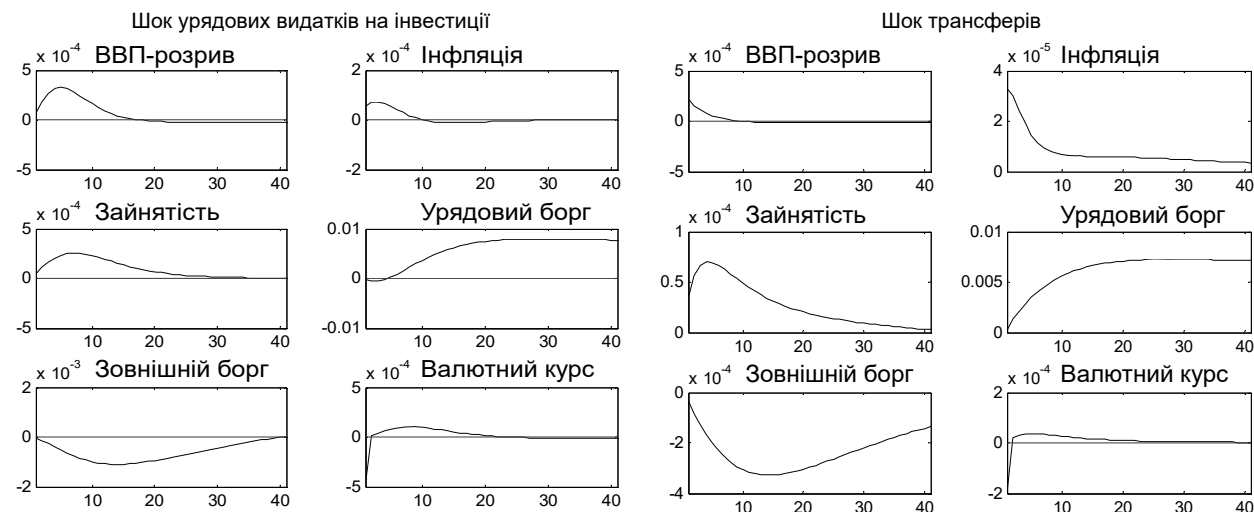 Шок урядових видатків на інвестиції
x 10-4 ВВП-розрив
5
0
-5
10 20 30 40
x 10-4 Інфляція
2
0
-2
10 20 30 40
x 10-4 Зайнятість
5
0
-5
10 20 30 40
Урядовий борг
0.01
0
-0.01
10 20 30 40
x 10-3 Зовнішній борг
2
0
-2
10 20 30 40
x 10-4 Валютний курс
5
0
-5
10 20 30 40
Шок трансферів
x 10-4 ВВП-розрив
5
0
-5
10 20 30 40
x 10-5 Інфляція
4
2
0
10 20 30 40
x 10-4 Зайнятість
1
0.5
0
10 20 30 40
Урядовий борг
0.01
0.005
0
10 20 30 40
x 10-4 Зовнішній борг
0
-2
-4
10 20 30 40
x 10-4 Валютний курс
2
0
-2
10 20 30 40